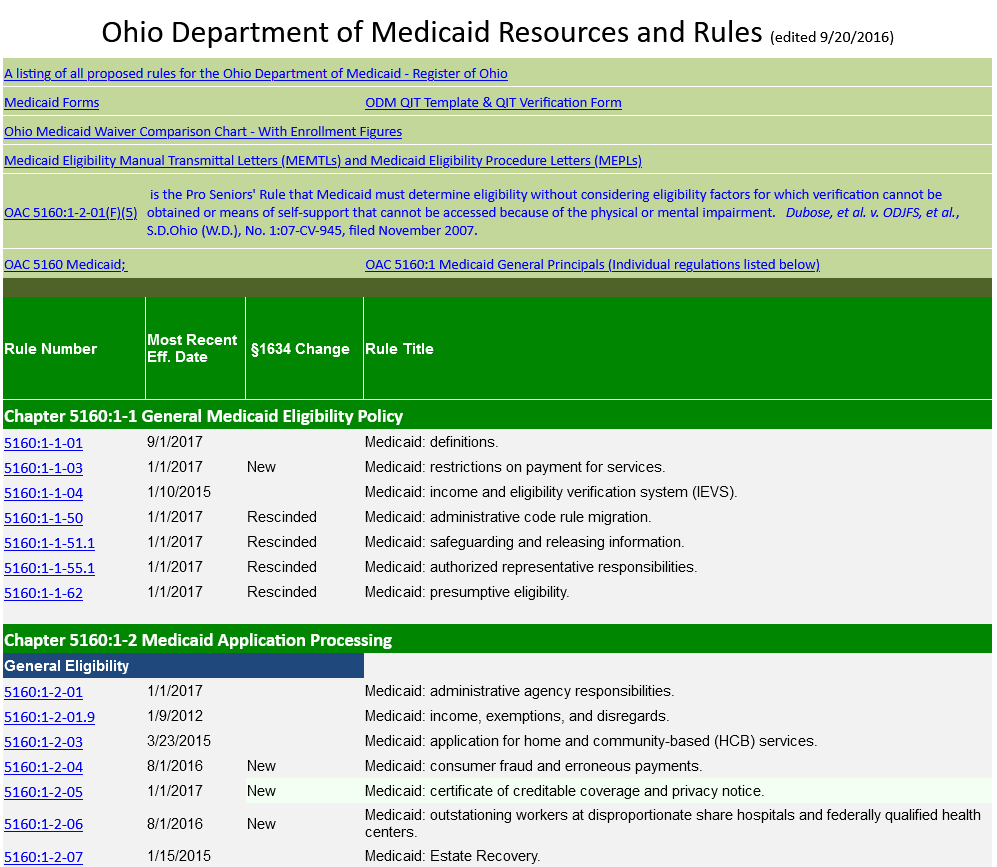 Ohio Department of Medicaid Resources and Rules (edited 9/20/2016)
A listing of all proposed rules for the Ohio Department of Medicaid - Register of Ohio
Medicaid Forms ODM QIT Template & QIT Verification Form
Ohio Medicaid Waiver Comparison Chart - With Enrollment Figures
Medicaid Eligibility Manual Transmittal Letters (MEMTLs) and Medicaid Eligibility Procedure Letters (MEPLs)
OAC 5160:1-2-01(F)(5) is the Pro Seniors' Rule that Medicaid must determine eligibility without considering eligibility factors for which verification cannot be
obtained or means of self-support that cannot be accessed because of the physical or mental impairment. Dubose, et al. v. ODJFS, et al.,
S.D.Ohio (W.D.), No. 1:07-CV-945, filed November 2007.
OAC 5160 Medicaid; OAC 5160:1 Medicaid General Principals (Individual regulations listed below)
Rule Number Most Recent Eff. Date §1634 Change Rule Title
Chapter 5160:1-1 General Medicaid Eligibility Policy
5160:1-1-01 9/1/2017 Medicaid: definitions.
5160:1-1-03 1/1/2017 New Medicaid: restrictions on payment for services.
5160:1-1-04 1/10/2015 Medicaid: income and eligibility verification system (IEVS).
5160:1-1-50 1/1/2017 Rescinded Medicaid: administrative code rule migration.
5160:1-1-51.1 1/1/2017 Rescinded Medicaid: safeguarding and releasing information.
5160:1-1-55.1 1/1/2017 Rescinded Medicaid: authorized representative responsibilities.
5160:1-1-62 1/1/2017 Rescinded Medicaid: presumptive eligibility.
Chapter 5160:1-2 Medicaid Application Processing
General Eligibility
5160:1-2-01 1/1/2017 Medicaid: administrative agency responsibilities.
5160:1-2-01.9 1/9/2012 Medicaid: income, exemptions, and disregards.
5160:1-2-03 3/23/2015 Medicaid: application for home and community-based (HCB) services.
5160:1-2-04 8/1/2016 New Medicaid: consumer fraud and erroneous payments.
5160:1-2-05 1/1/2017 New Medicaid: certificate of creditable coverage and privacy notice.
5160:1-2-06 8/1/2016 New Medicaid: outstationing workers at disproportionate share hospitals and federally qualified health
centers.
5160:1-2-07 1/15/2015 Medicaid: Estate Recovery.